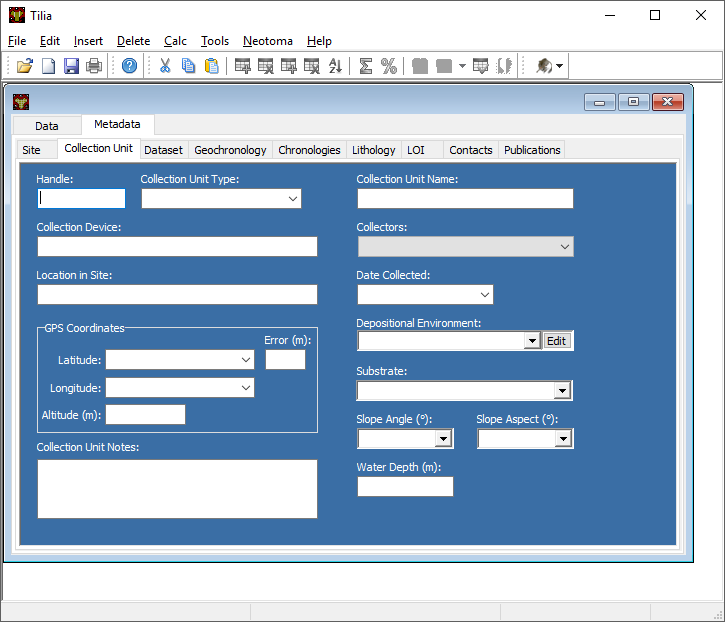 Tilia
File Edit Insert Delete Calc Tools Neotoma Help
Data Metadata
Site Collection Unit Dataset Geochronology Chronologies Lithology LOI Contacts Publications
Handle: Collection Unit Type: Collection Unit Name:
Collection Device: Collectors:
Location in Site: Date Collected:
GPS Coordinates Depositional Environment:
Error (m): Edit
Latitude:
Substrate:
Longitude:
Altitude (m): Slope Angle (°): Slope Aspect (°):
Collection Unit Notes:
Water Depth (m):